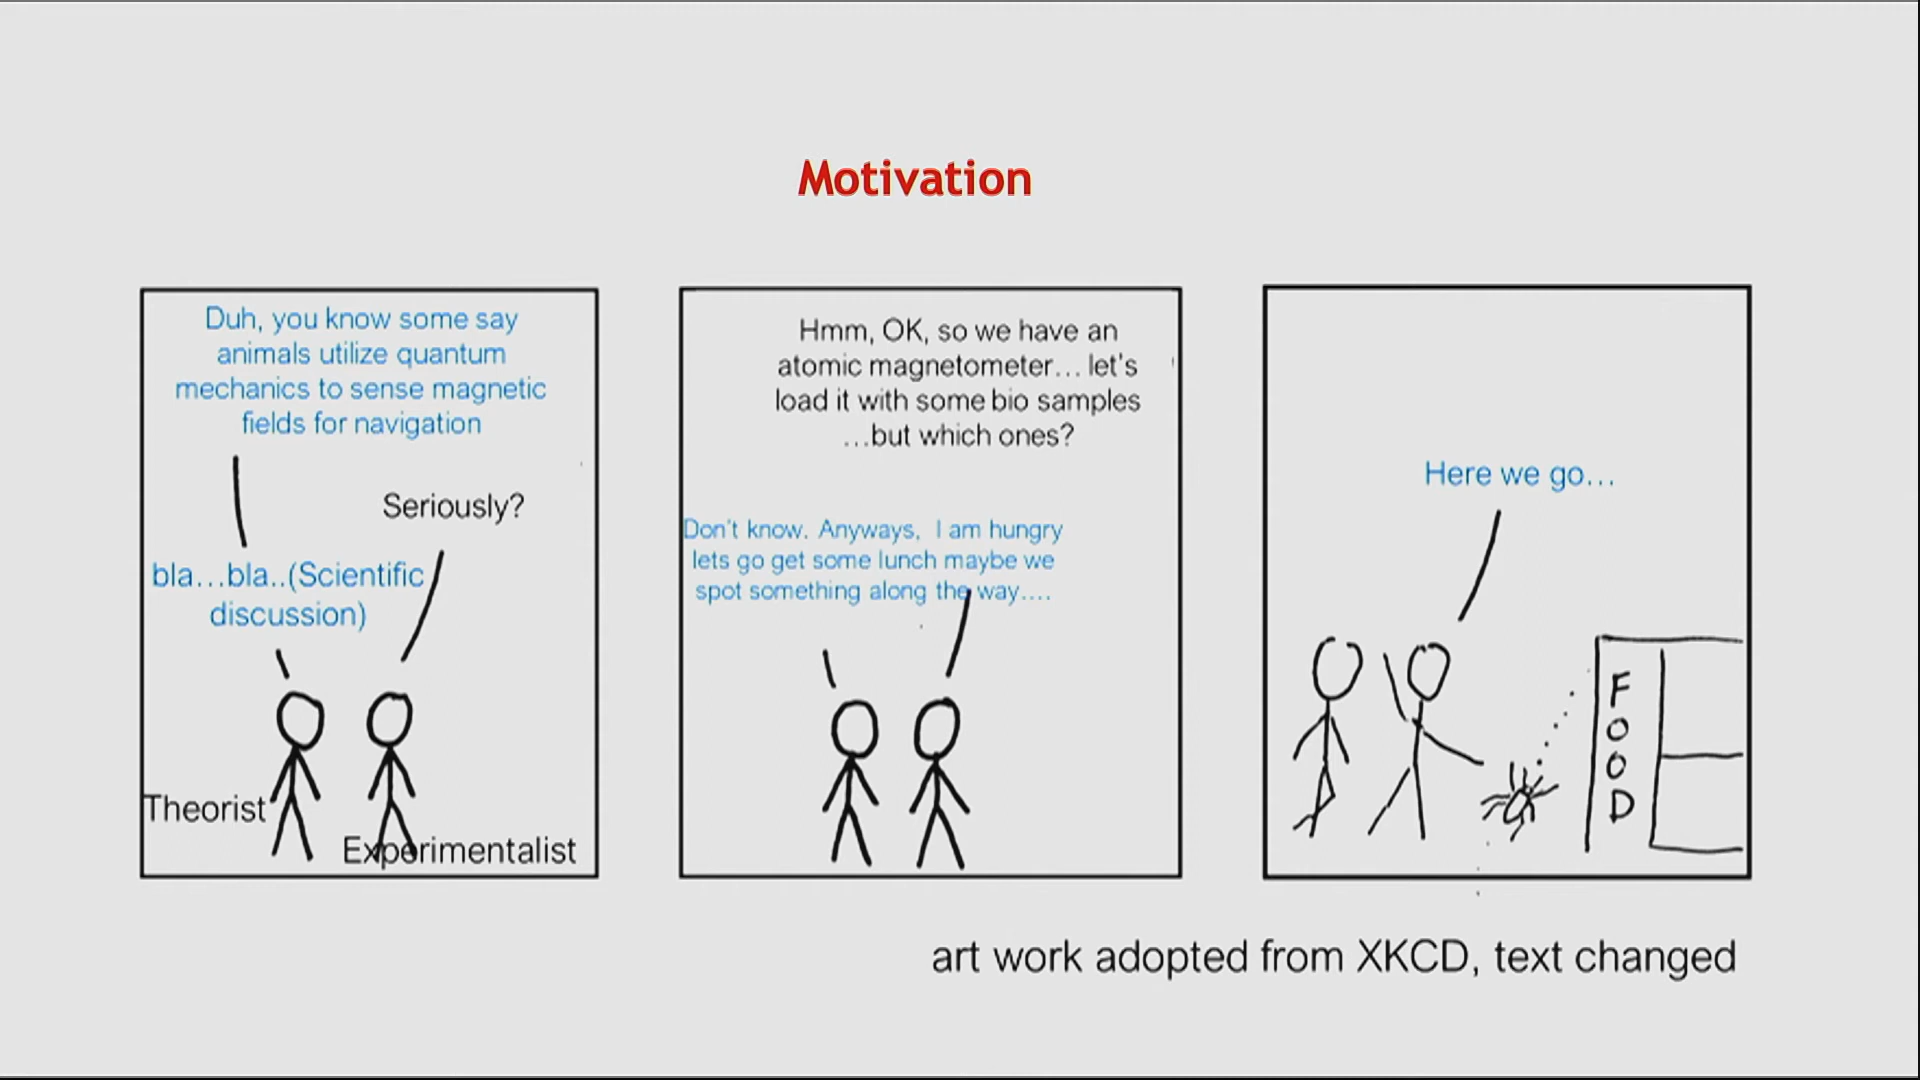 Motivation
Duh, you know some say
animals utilize quantum
mechanics to sense magnetic
fields for navigation
Seriously?
bla...bla..(Scientific
discussion)
Theorist
Experimentalist
Hmm, OK, so we have an
atomic magnetometer... let's
load it with some bio samples
...but which ones?
Don't know. Anyways, I am hungry
lets go get some lunch maybe we
spot something along the way....
Here we go...
F
O
O
D
art work adopted from XKCD, text changed